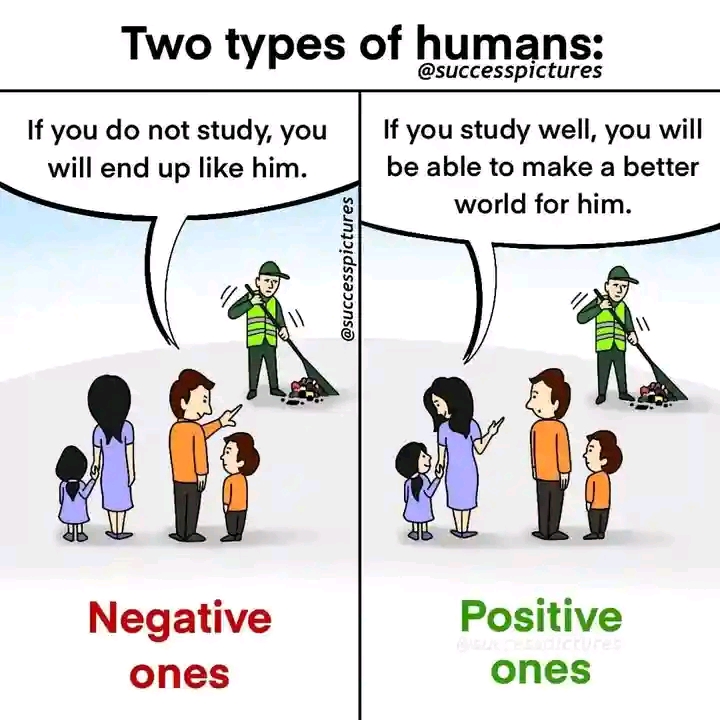 Two types of humans:
@successpictures
If you do not study, you
will end up like him.
@successpictures
If you study well, you will
be able to make a better
world for him.
Negative
ones
Positive
@successpictures
ones